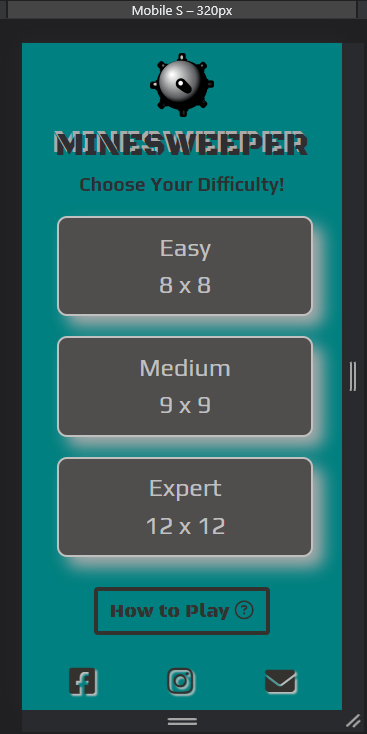 Mobile S – 320px
MINESWEEPER
Choose Your Difficulty!
Easy
8 x 8
Medium
9 x 9
Expert
12 x 12
How to Play